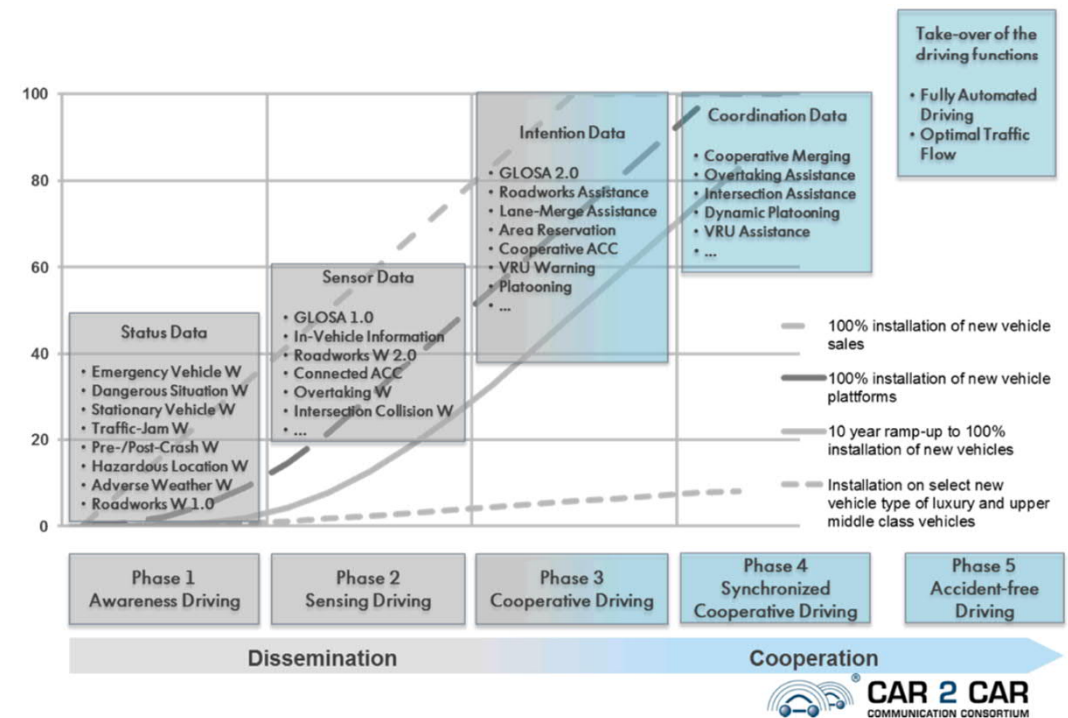 Take-over of the
driving functions
• Fully Automated
Driving
• Optimal Traffic
Flow
100
80
60
40
20
0
Status Data
• Emergency Vehicle W
• Dangerous Situation W
• Stationary Vehicle W
• Traffic-Jam W
• Pre-/Post-Crash W
• Hazardous Location W
• Adverse Weather W
• Roadworks W 1.0
Sensor Data
• GLOSA 1.0
• In-Vehicle Information
• Roadworks W 2.0
• Connected ACC
• Overtaking W
• Intersection Collision W
• ...
Intention Data
• GLOSA 2.0
• Roadworks Assistance
• Lane-Merge Assistance
• Area Reservation
• Cooperative ACC
• VRU Warning
• Platooning
• ...
Coordination Data
• Cooperative Merging
• Overtaking Assistance
• Intersection Assistance
• Dynamic Platooning
• VRU Assistance
• ...
100% installation of new vehicle
sales
100% installation of new vehicle
plattforms
10 year ramp-up to 100%
installation of new vehicles
Installation on select new
vehicle type of luxury and upper
middle class vehicles
Phase 1
Awareness Driving
Phase 2
Sensing Driving
Phase 3
Cooperative Driving
Phase 4
Synchronized
Cooperative Driving
Phase 5
Accident-free
Driving
Dissemination
Cooperation
® CAR 2 CAR
COMMUNICATION CONSORTIUM